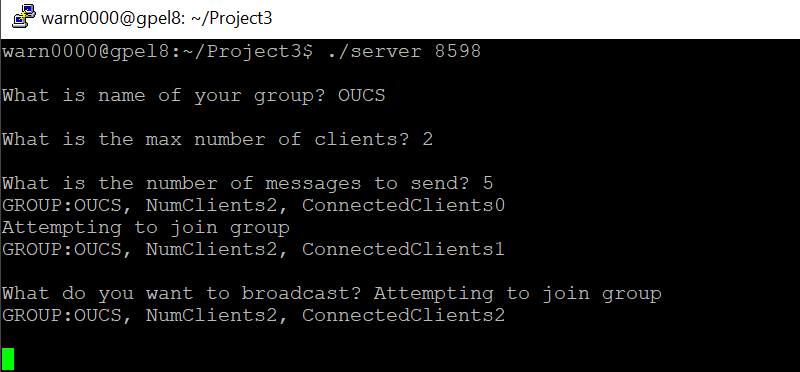 warn0000@gpel8: ~/Project3
warn0000@gpel8:~/Project3$ ./server 8598
What is name of your group? OUCS
What is the max number of clients? 2
What is the number of messages to send? 5
GROUP:OUCS, NumClients2, ConnectedClients0
Attempting to join group
GROUP:OUCS, NumClients2, ConnectedClients1
What do you want to broadcast? Attempting to join group
GROUP:OUCS, NumClients2, ConnectedClients2